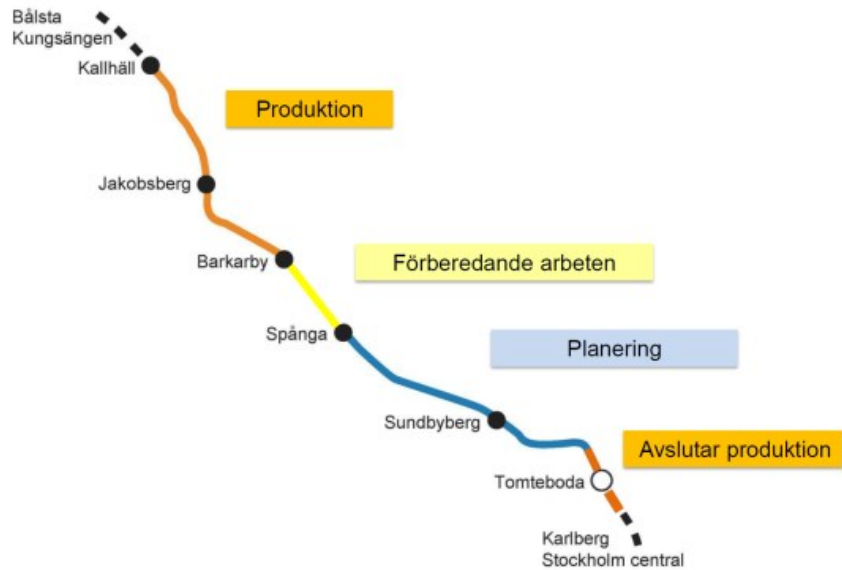 Bålsta
Kungsängen
Kallhäll
Produktion
Jakobsberg
Barkarby
Förberedande arbeten
Spånga
Planering
Sundbyberg
Avslutar produktion
Tomteboda
Karlberg
Stockholm central